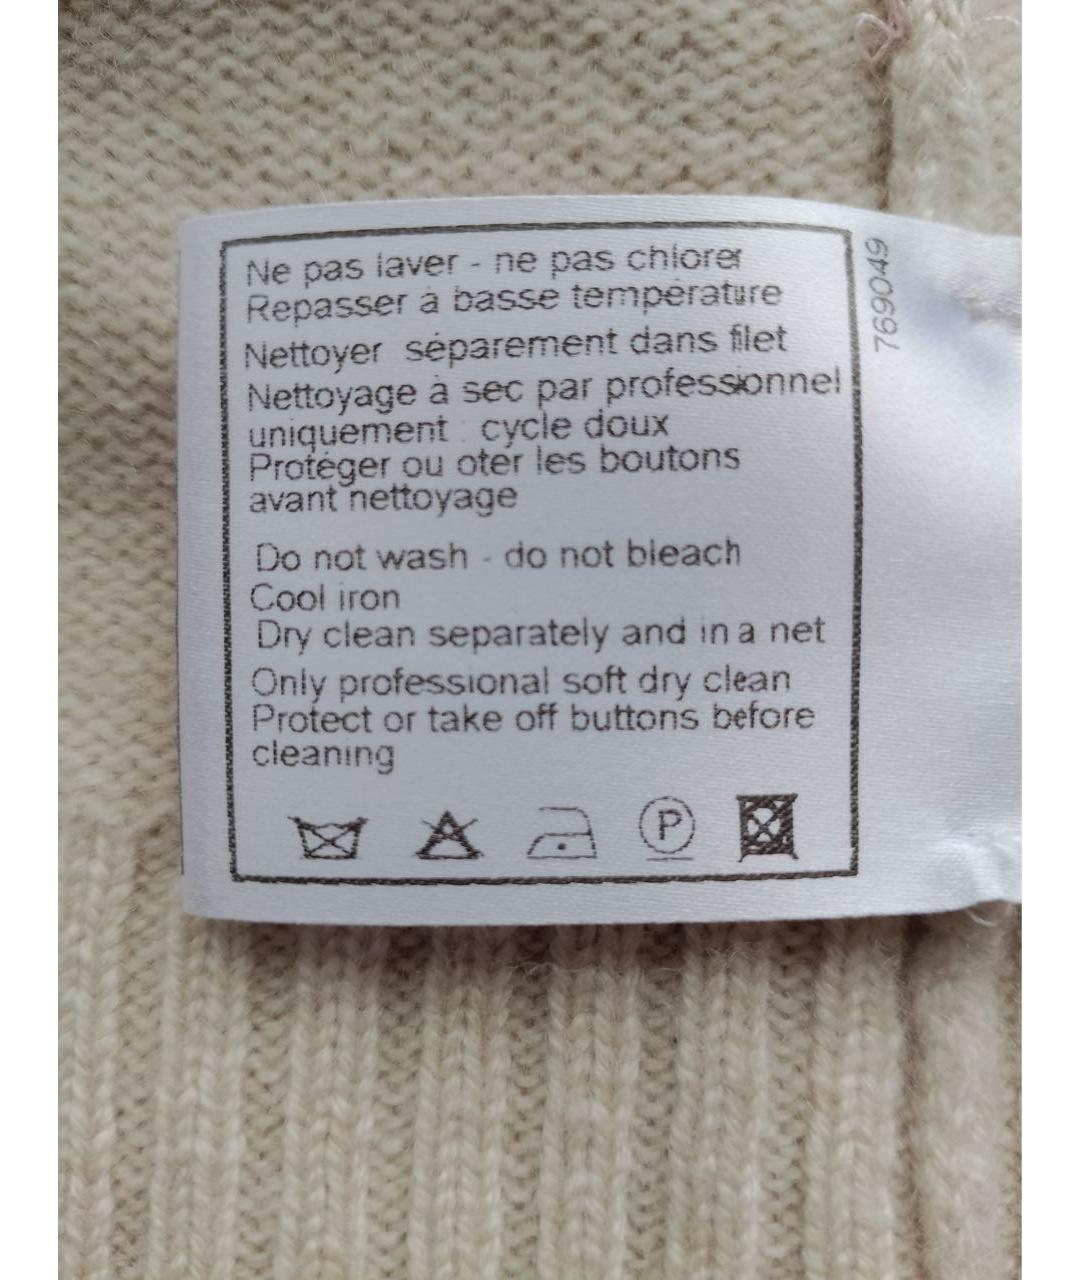 Ne pas laver - ne pas chlorer
Repasser à basse température
Nettoyer séparement dans filet
Nettoyage à sec par professionnel
uniquement : cycle doux
Protéger ou oter les boutons
avant nettoyage
Do not wash - do not bleach
Cool iron
Dry clean separately and in a net
Only professional soft dry clean
Protect or take off buttons before
cleaning
P
769049